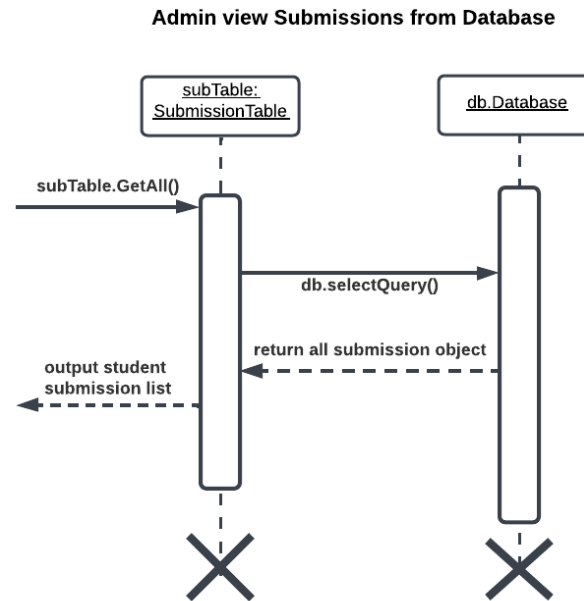 Admin view Submissions from Database
subTable:
SubmissionTable
db.Database
subTable.GetAll()
db.selectQuery()
return all submission object
output student
submission list